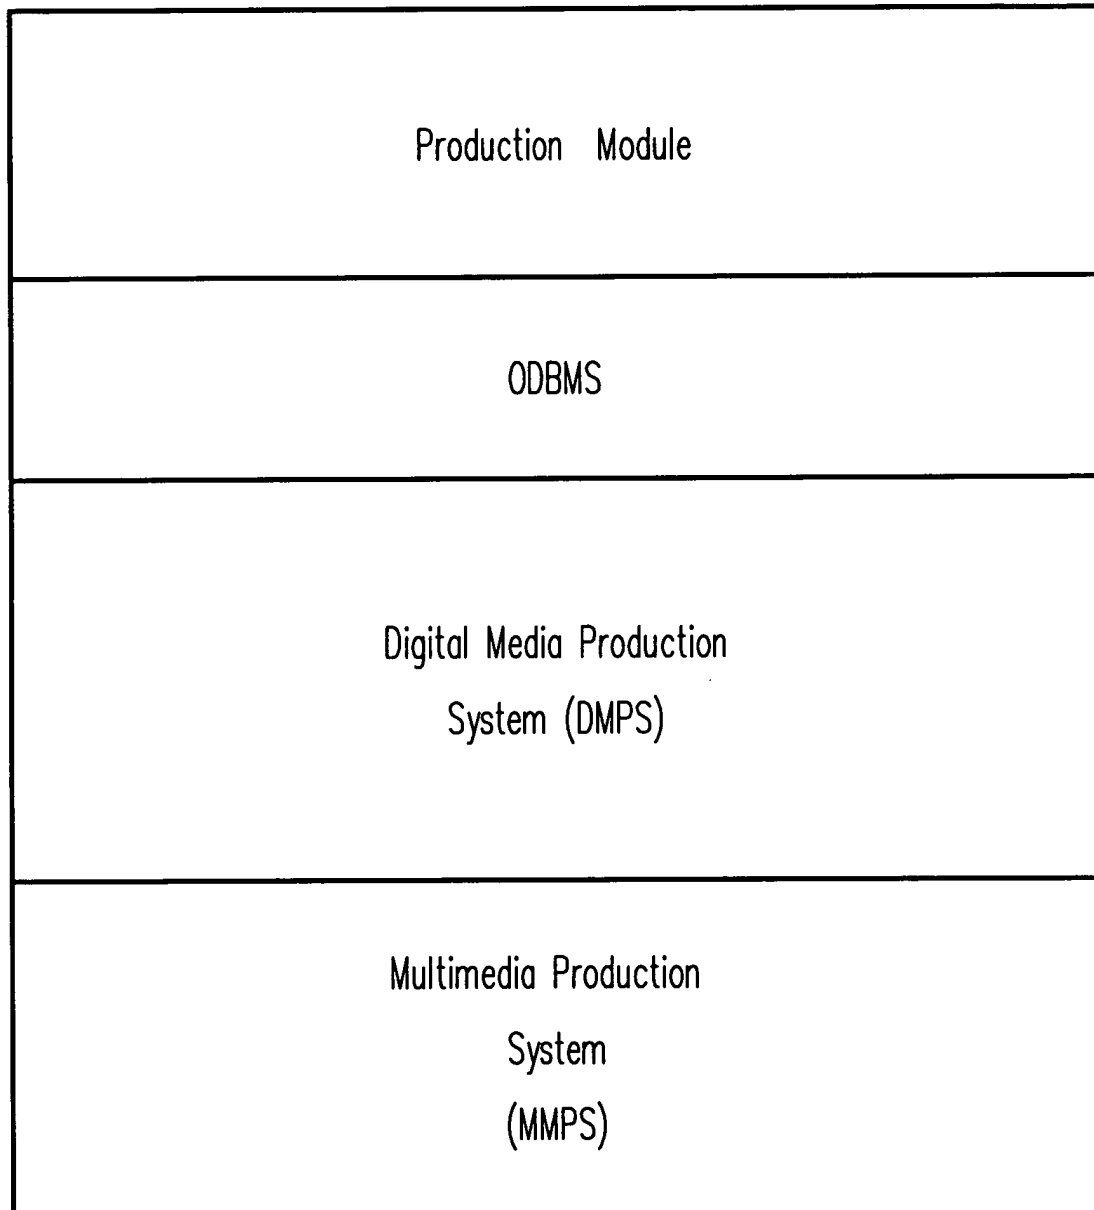 Production Module
ODBMS
Digital Media Production
System (DMPS)
Multimedia Production
System
(MMPS)